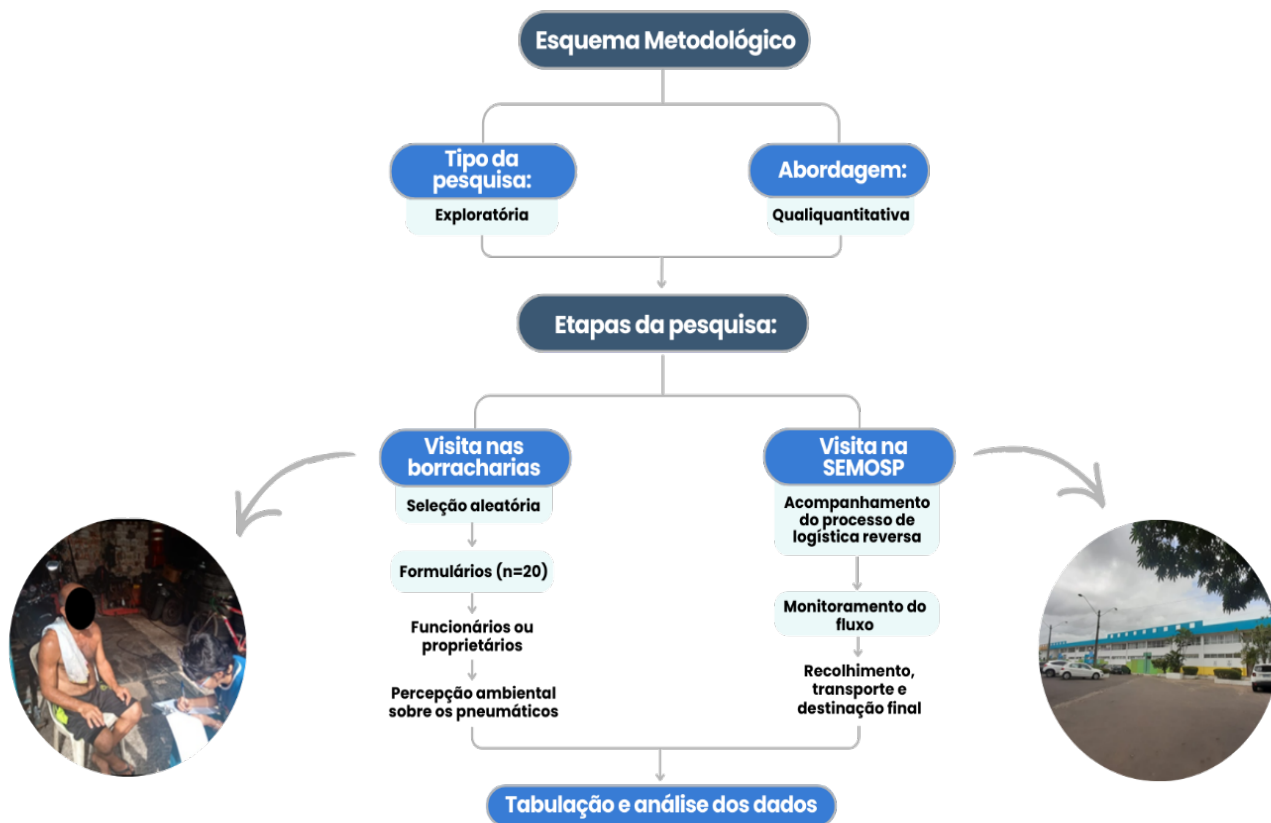 Esquema Metodológico
Tipo da
pesquisa:
Exploratória
Abordagem:
Qualiquantitativa
Etapas da pesquisa:
Visita nas
borracharias
Seleção aleatória
Formulários (n=20)
Funcionários ou
proprietários
Percepção ambiental
sobre os pneumáticos
Visita na
SEMOSP
Acompanhamento
do processo de
logística reversa
Monitoramento do
fluxo
Recolhimento,
transporte e
destinação final
Tabulação e análise dos dados